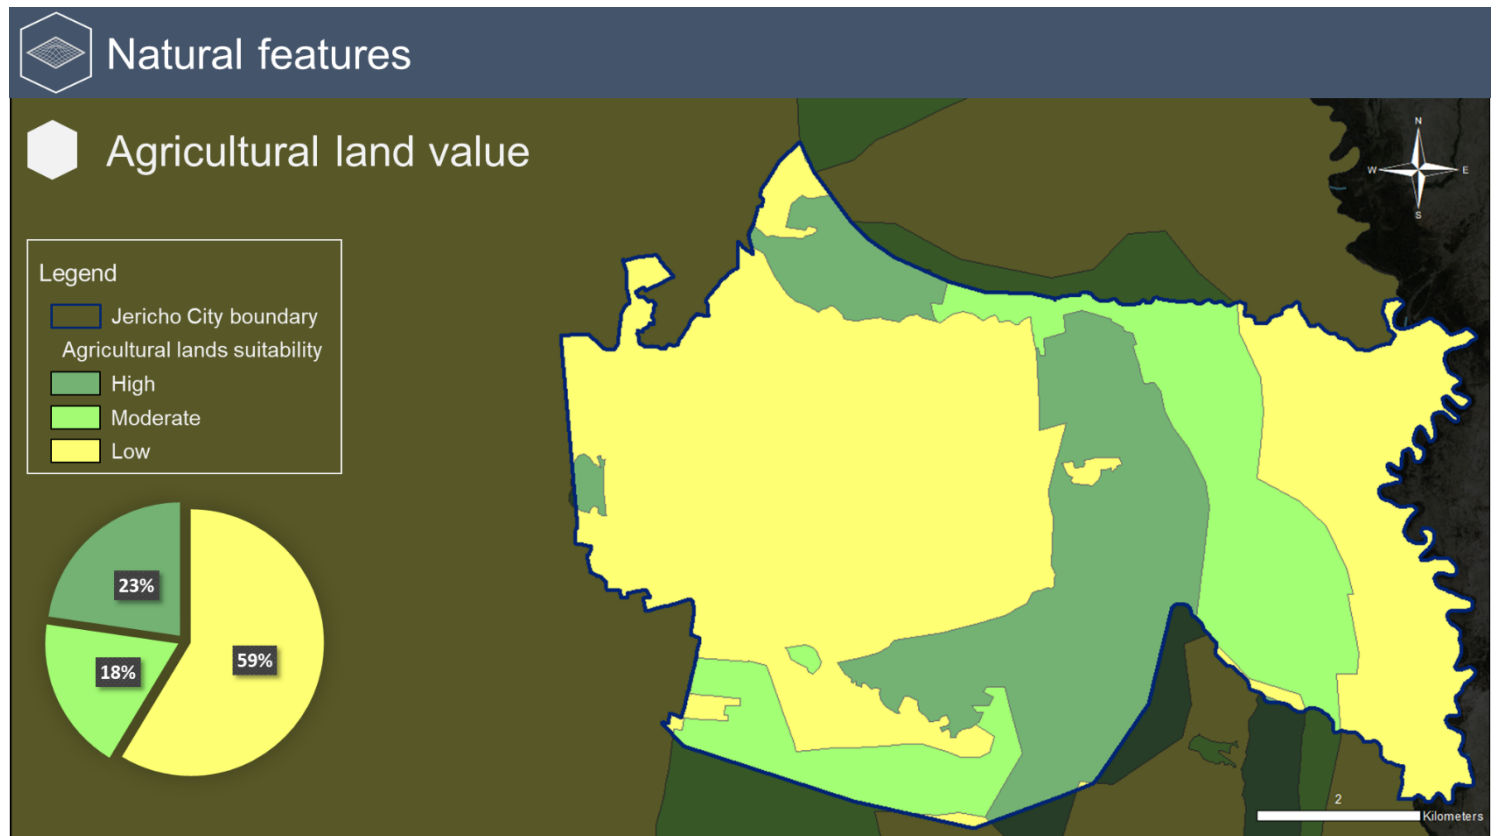 Natural features
Agricultural land value
Legend
Jericho City boundary
Agricultural lands suitability
High
Moderate
Low
23%
18%
59%
N
W
E
S
2
Kilometers